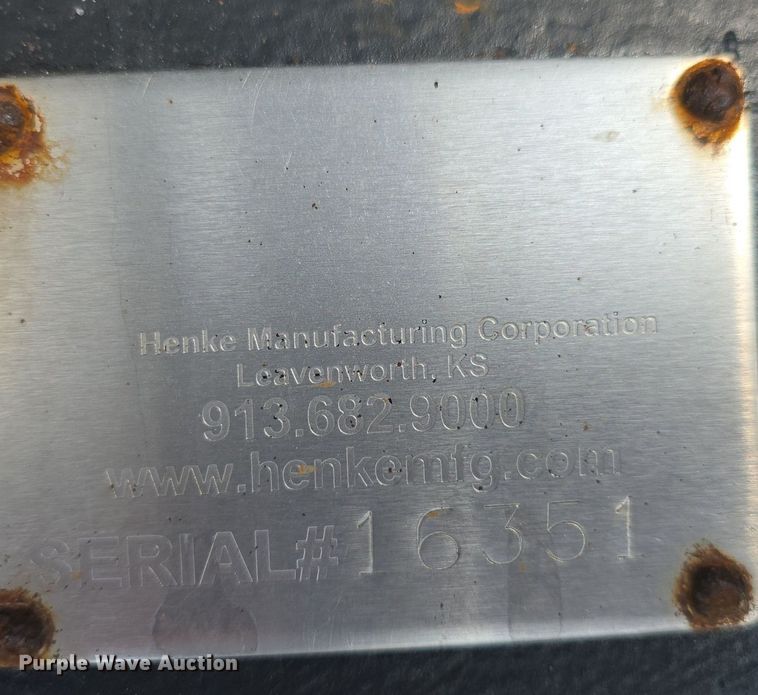 Henke Manufacturing Corporation
Leavenworth, KS
913.682.9000
www.henkemfg.com
SERIAL# 16351
Purple Wave Auction